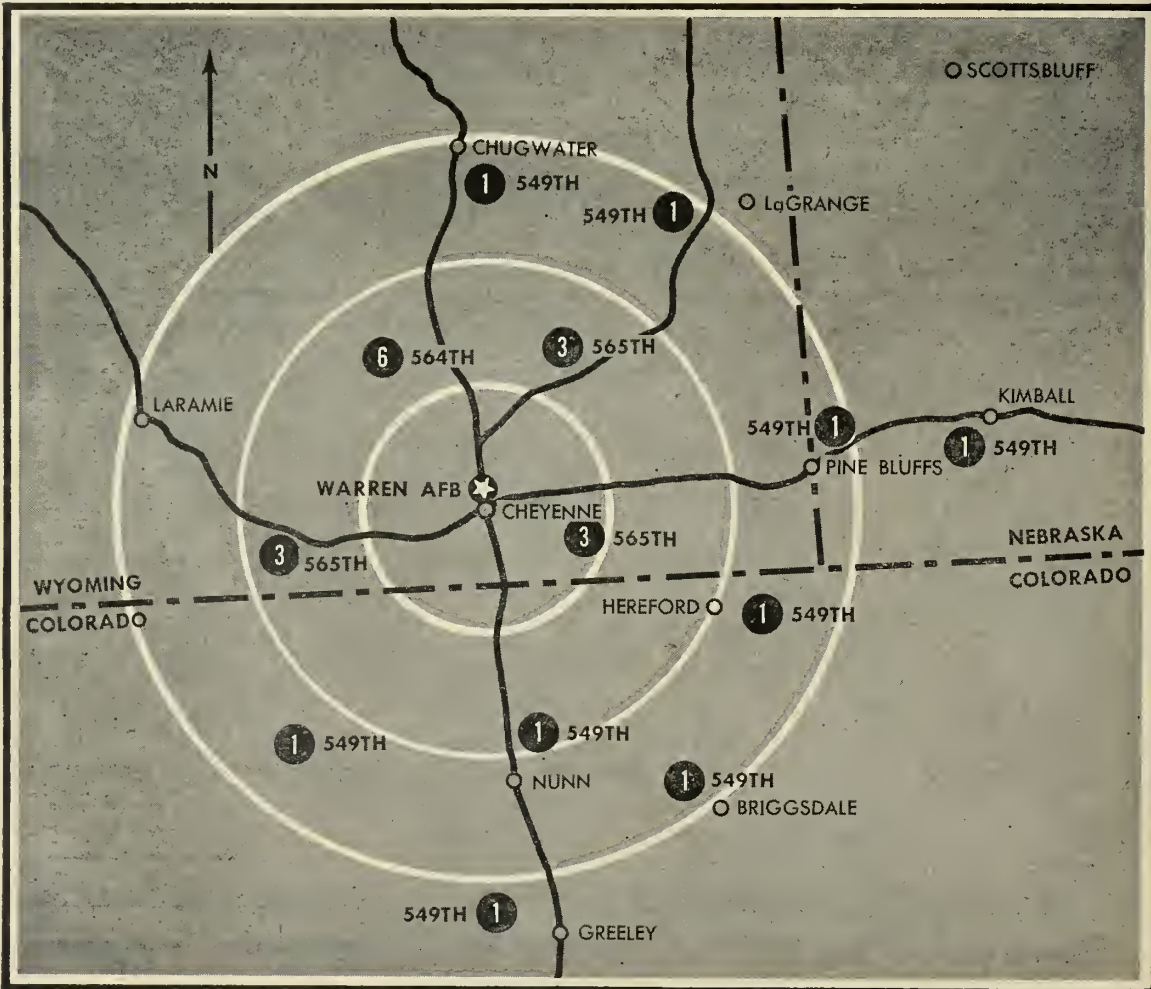 SCOTTSBLUFF
N
CHUGWATER
1 549TH
549TH 1
LaGRANGE
6 564TH
3 565TH
LARAMIE
KIMBALL
549TH 1
1 549TH
PINE BLUFFS
WARREN AFB
CHEYENNE
3 565TH
3 565TH
NEBRASKA
COLORADO
WYOMING
COLORADO
HEREFORD
1 549TH
1 549TH
1 549TH
1 549TH
NUNN
BRIGGSDALE
549TH 1
GREELEY